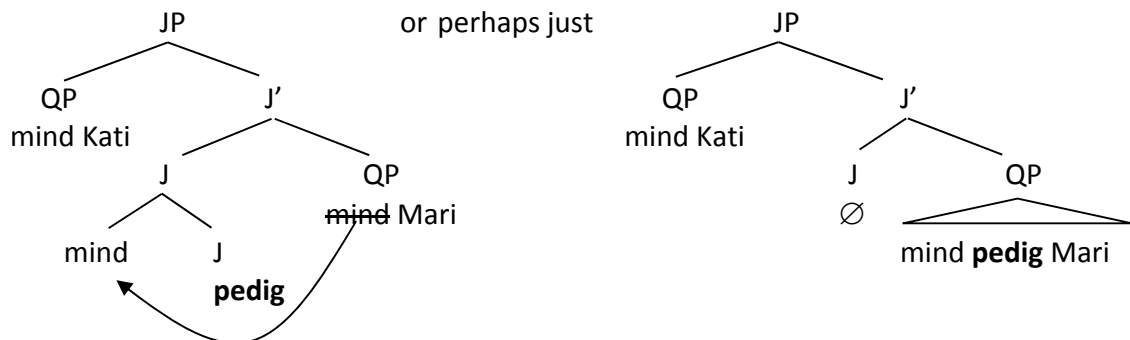 JP or perhaps just JP
QP J’ QP J’
mind Kati mind Kati
J QP J QP
mind Mari ∅
mind J mind pedig Mari
pedig